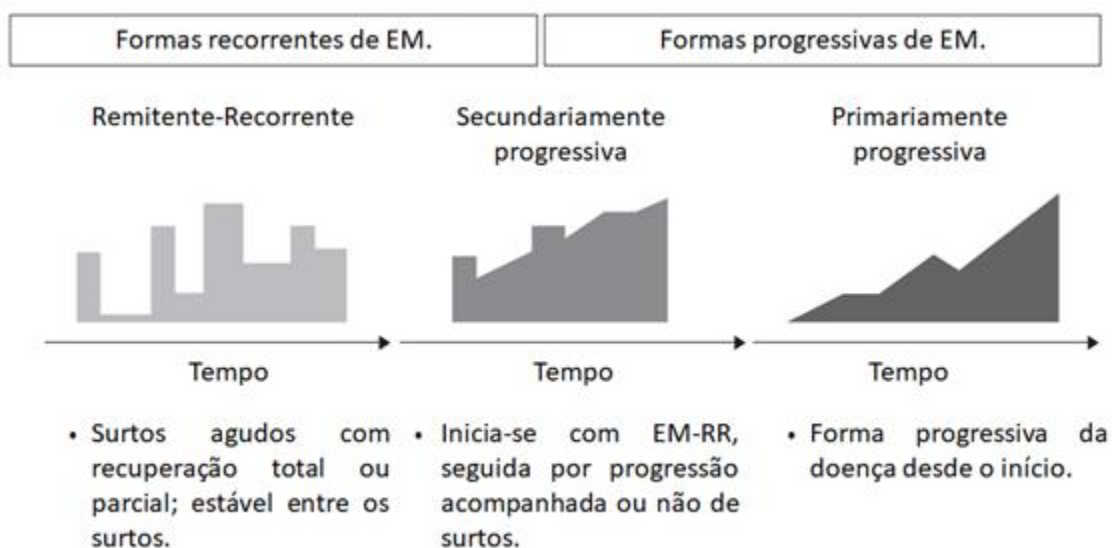 Formas recorrentes de EM.
Formas progressivas de EM.
Remitente-Recorrente
Secundariamente
progressiva
Primariamente
progressiva
Tempo
Tempo
Tempo
• Surtos agudos com
recuperação total ou
parcial; estável entre os
surtos.
• Inicia-se com EM-RR,
seguida por progressão
acompanhada ou não de
surtos.
• Forma progressiva da
doença desde o início.